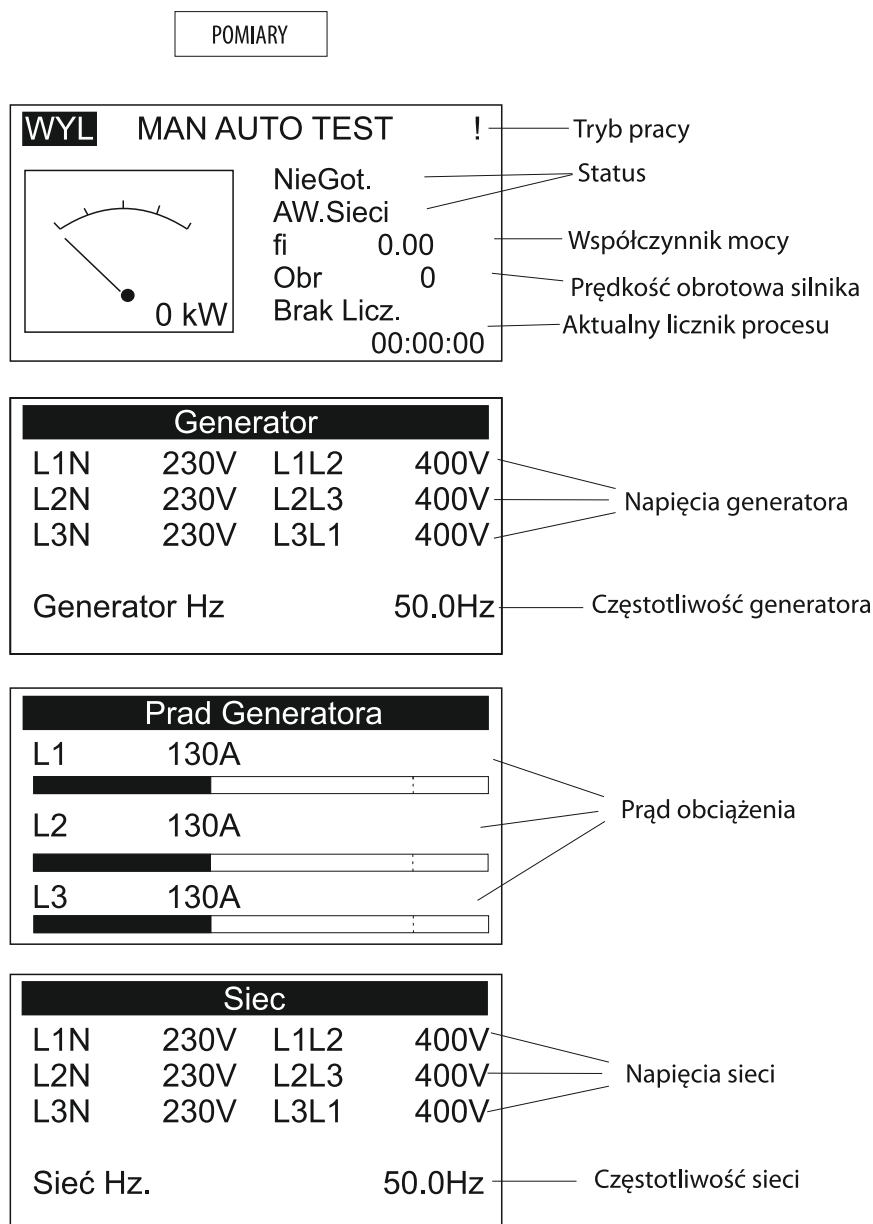 POMIARY
WYL MAN AUTO TEST !
Tryb pracy
NieGot.
Status
AW.Sieci
fi 0.00
Współczynnik mocy
Obr 0
Prędkość obrotowa silnika
0 kW
Brak Licz.
Aktualny licznik procesu
00:00:00
Generator
L1N 230V L1L2 400V
L2N 230V L2L3 400V
Napięcia generatora
L3N 230V L3L1 400V
Generator Hz 50.0Hz
Częstotliwość generatora
Prad Generatora
L1 130A
L2 130A
Prąd obciążenia
L3 130A
Siec
L1N 230V L1L2 400V
L2N 230V L2L3 400V
Napięcia sieci
L3N 230V L3L1 400V
Sieć Hz. 50.0Hz
Częstotliwość sieci